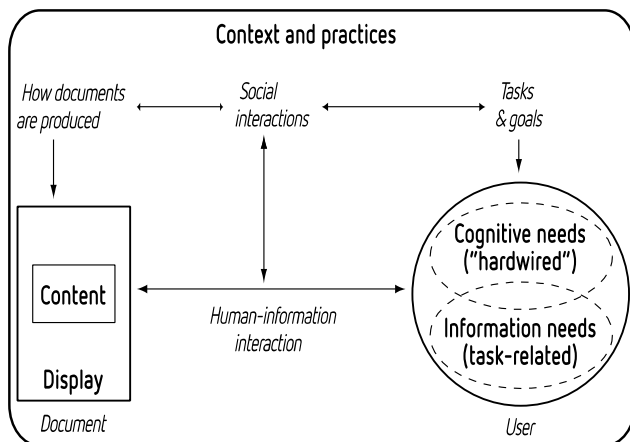 Context and practices
How documents
are produced
Social
interactions
Tasks
& goals
Cognitive needs
("hardwired")
Content
Human-information
interaction
Information needs
(task-related)
Display
Document
User